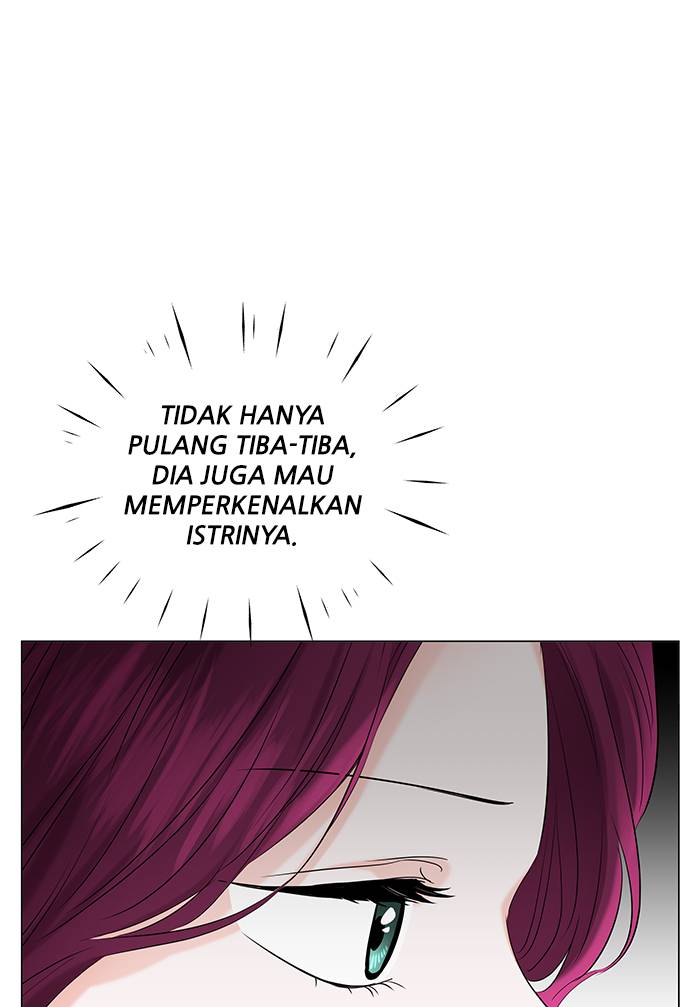 TIDAK HANYA
PULANG TIBA-TIBA,
DIA JUGA MAU
MEMPERKENALKAN
ISTRINYA.